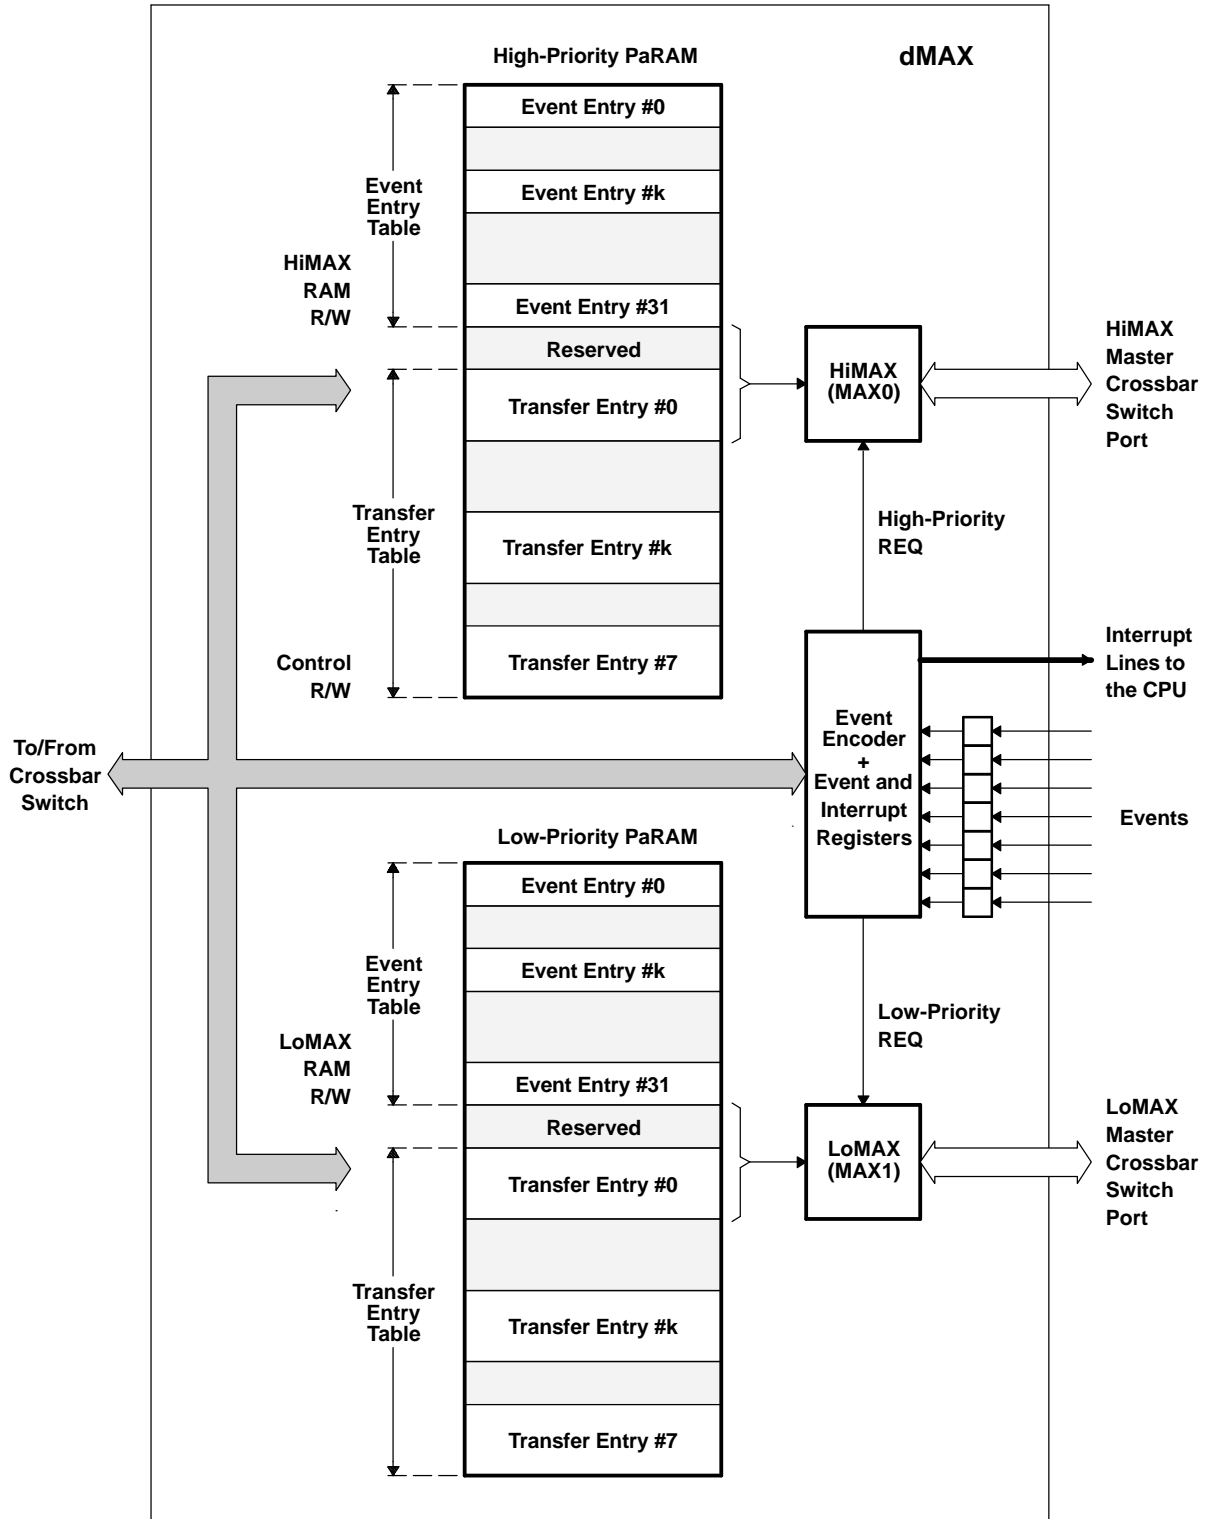 High-Priority PaRAM
dMAX
Event Entry #0
Event Entry #k
Event
Entry
Table
HiMAX
RAM
R/W
Event Entry #31
Reserved
Transfer Entry #0
HiMAX
(MAX0)
HiMAX
Master
Crossbar
Switch
Port
Transfer
Entry
Table
Transfer Entry #k
High-Priority
REQ
Control
R/W
Transfer Entry #7
Interrupt
Lines to
the CPU
To/From
Crossbar
Switch
Event
Encoder
+
Event and
Interrupt
Registers
Events
Low-Priority PaRAM
Event Entry #0
Event Entry #k
Event
Entry
Table
LoMAX
RAM
R/W
Low-Priority
REQ
Event Entry #31
Reserved
Transfer Entry #0
LoMAX
(MAX1)
LoMAX
Master
Crossbar
Switch
Port
Transfer
Entry
Table
Transfer Entry #k
Transfer Entry #7